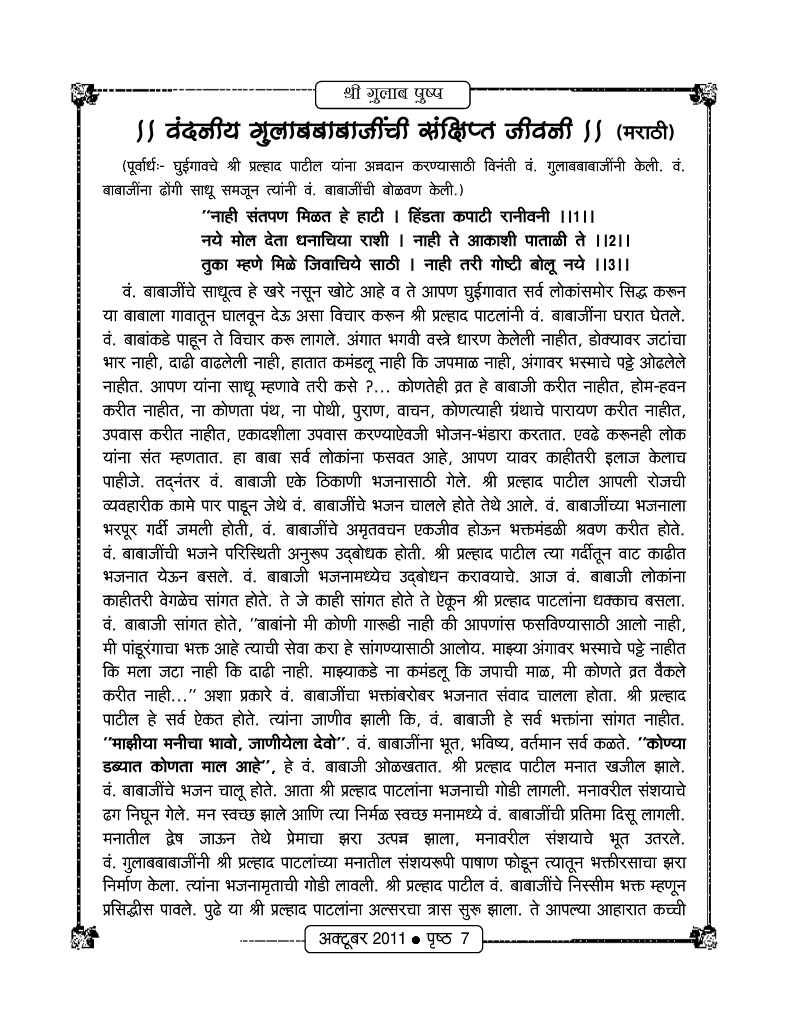 श्री गुलाब पुष्प
।। वंदनीय गुलाबबाबाजींची संक्षिप्त जीवनी ।। (मराठी)
(पूर्वार्धः- घुईगावचे श्री प्रल्हाद पाटील यांना अन्नदान करण्यासाठी विनंती वं. गुलाबबाबाजींनी केली. वं.
बाबाजींना ढोंगी साधू समजून त्यांनी वं. बाबाजींची बोळवण केली.)
"नाही संतपण मिळत हे हाटी । हिंडता कपाटी रानीवनी ।।1।।
नये मोल देता धनाचिया राशी । नाही ते आकाशी पाताळी ते ।।2।।
तुका म्हणे मिळे जिवाचिये साठी । नाही तरी गोष्टी बोलू नये ।।3।।
वं. बाबाजींचे साधूत्व हे खरे नसून खोटे आहे व ते आपण घुईगावात सर्व लोकांसमोर सिद्ध करून
या बाबाला गावातून घालवून देऊ असा विचार करून श्री प्रल्हाद पाटलांनी वं. बाबाजींना घरात घेतले.
वं. बाबांकडे पाहून ते विचार करू लागले. अंगात भगवी वस्त्रे धारण केलेली नाहीत, डोक्यावर जटांचा
भार नाही, दाढी वाढलेली नाही, हातात कमंडलू नाही कि जपमाळ नाही, अंगावर भस्माचे पट्टे ओढलेले
नाहीत. आपण यांना साधू म्हणावे तरी कसे ?... कोणतेही व्रत हे बाबाजी करीत नाहीत, होम-हवन
करीत नाहीत, ना कोणता पंथ, ना पोथी, पुराण, वाचन, कोणत्याही ग्रंथाचे पारायण करीत नाहीत,
उपवास करीत नाहीत, एकादशीला उपवास करण्याऐवजी भोजन-भंडारा करतात. एवढे करूनही लोक
यांना संत म्हणतात. हा बाबा सर्व लोकांना फसवत आहे, आपण यावर काहीतरी इलाज केलाच
पाहीजे. तद्नंतर वं. बाबाजी एके ठिकाणी भजनासाठी गेले. श्री प्रल्हाद पाटील आपली रोजची
व्यवहारीक कामे पार पाडून जेथे वं. बाबाजींचे भजन चालले होते तेथे आले. वं. बाबाजींच्या भजनाला
भरपूर गर्दी जमली होती, वं. बाबाजींचे अमृतवचन एकजीव होऊन भक्तमंडळी श्रवण करीत होते.
वं. बाबाजींची भजने परिस्थिती अनुरूप उद्बोधक होती. श्री प्रल्हाद पाटील त्या गर्दीतून वाट काढीत
भजनात येऊन बसले. वं. बाबाजी भजनामध्येच उद्बोधन करावयाचे. आज वं. बाबाजी लोकांना
काहीतरी वेगळेच सांगत होते. ते जे काही सांगत होते ते ऐकून श्री प्रल्हाद पाटलांना धक्काच बसला.
वं. बाबाजी सांगत होते, "बाबांनो मी कोणी गारूडी नाही की आपणांस फसविण्यासाठी आलो नाही,
मी पांडूरंगाचा भक्त आहे त्याची सेवा करा हे सांगण्यासाठी आलोय. माझ्या अंगावर भस्माचे पट्टे नाहीत
कि मला जटा नाही कि दाढी नाही. माझ्याकडे ना कमंडलू कि जपाची माळ, मी कोणते व्रत वैकले
करीत नाही..." अशा प्रकारे वं. बाबाजींचा भक्तांबरोबर भजनात संवाद चालला होता. श्री प्रल्हाद
पाटील हे सर्व ऐकत होते. त्यांना जाणीव झाली कि, वं. बाबाजी हे सर्व भक्तांना सांगत नाहीत.
"माझीया मनीचा भावो, जाणीयेला देवो". वं. बाबाजींना भूत, भविष्य, वर्तमान सर्व कळते. "कोण्या
डब्यात कोणता माल आहे", हे वं. बाबाजी ओळखतात. श्री प्रल्हाद पाटील मनात खजील झाले.
वं. बाबाजींचे भजन चालू होते. आता श्री प्रल्हाद पाटलांना भजनाची गोडी लागली. मनावरील संशयाचे
ढग निघून गेले. मन स्वच्छ झाले आणि त्या निर्मळ स्वच्छ मनामध्ये वं. बाबाजींची प्रतिमा दिसू लागली.
मनातील द्वेष जाऊन तेथे प्रेमाचा झरा उत्पन्न झाला, मनावरील संशयाचे भूत उतरले.
वं. गुलाबबाबाजींनी श्री प्रल्हाद पाटलांच्या मनातील संशयरूपी पाषाण फोडून त्यातून भक्तीरसाचा झरा
निर्माण केला. त्यांना भजनामृताची गोडी लावली. श्री प्रल्हाद पाटील वं. बाबाजींचे निस्सीम भक्त म्हणून
प्रसिद्धीस पावले. पुढे या श्री प्रल्हाद पाटलांना अल्सरचा त्रास सुरू झाला. ते आपल्या आहारात कच्ची
अक्टूबर 2011 ● पृष्ठ 7